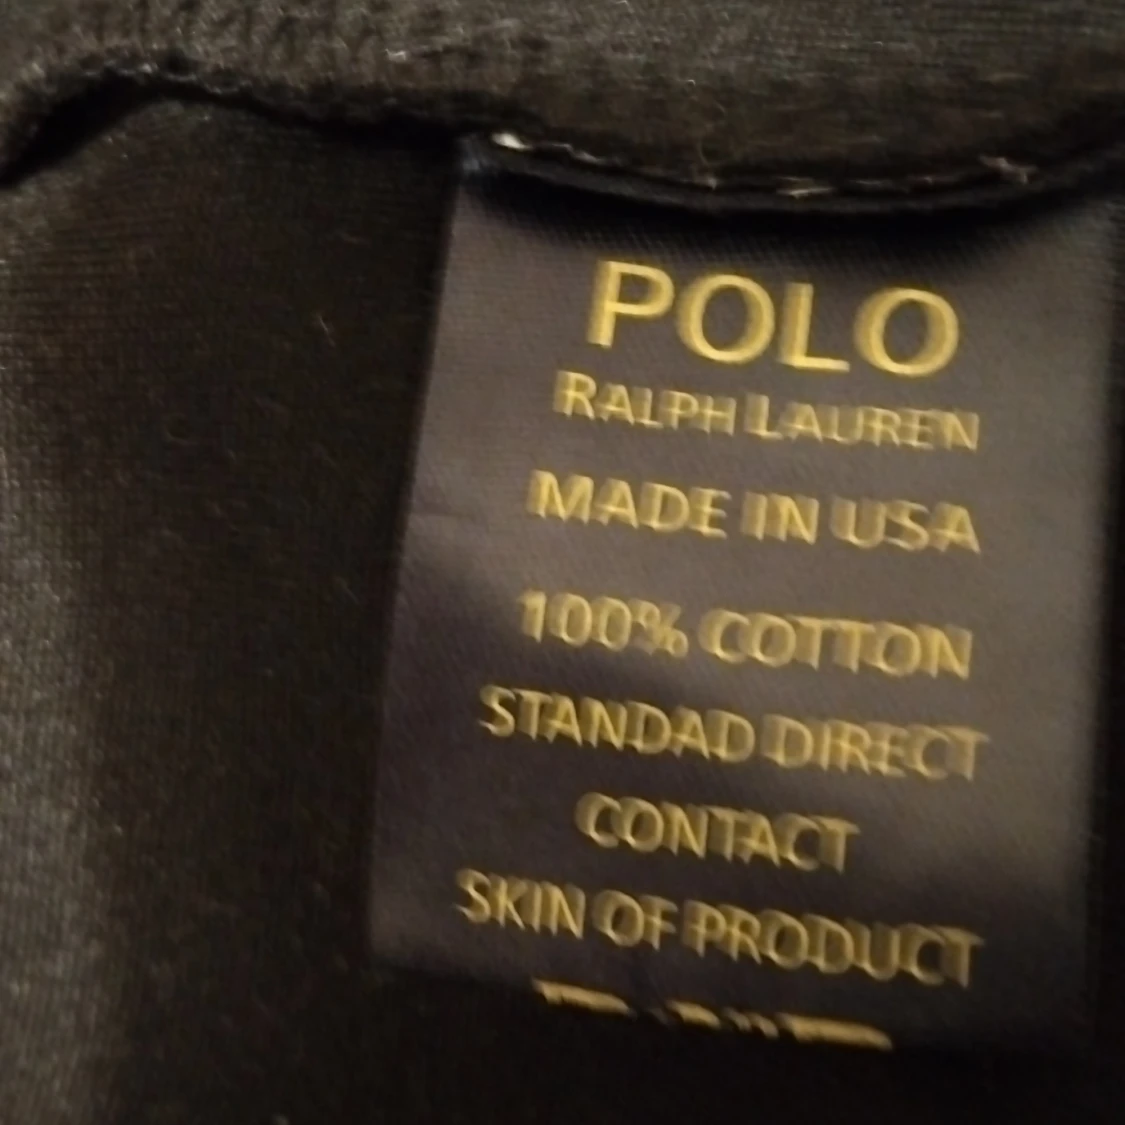 POLO
RALPH LAUREN
MADE IN USA
100% COTTON
STANDAD DIRECT
CONTACT
SKIN OF PRODUCT